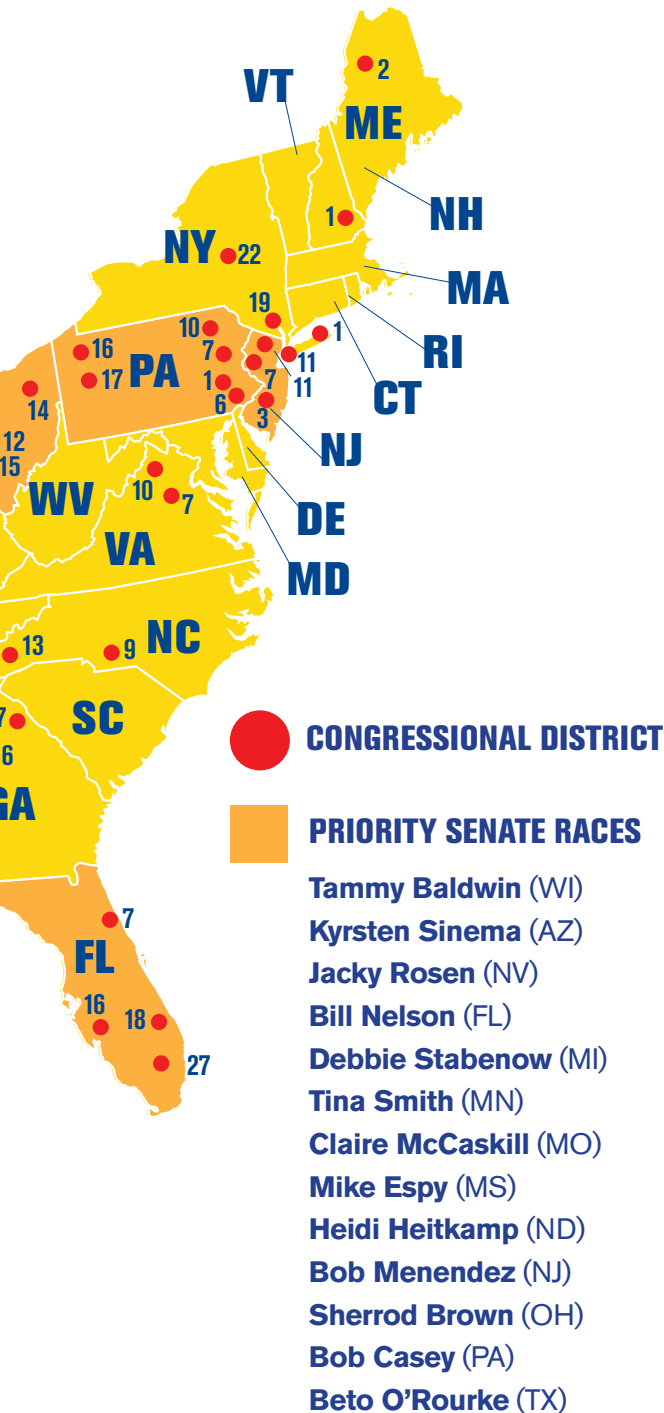 2
VT
ME
NH
1
NY
22
MA
19
1
10
RI
16
7
11
PA
7
11
17
1
CT
14
6
3
12
NJ
15
10
WV
7
DE
VA
MD
13
9
NC
7
SC
CONGRESSIONAL DISTRICT
6
GA
PRIORITY SENATE RACES
Tammy Baldwin (WI)
7
Kyrsten Sinema (AZ)
FL
Jacky Rosen (NV)
16
18
Bill Nelson (FL)
27
Debbie Stabenow (MI)
Tina Smith (MN)
Claire McCaskill (MO)
Mike Espy (MS)
Heidi Heitkamp (ND)
Bob Menendez (NJ)
Sherrod Brown (OH)
Bob Casey (PA)
Beto O'Rourke (TX)